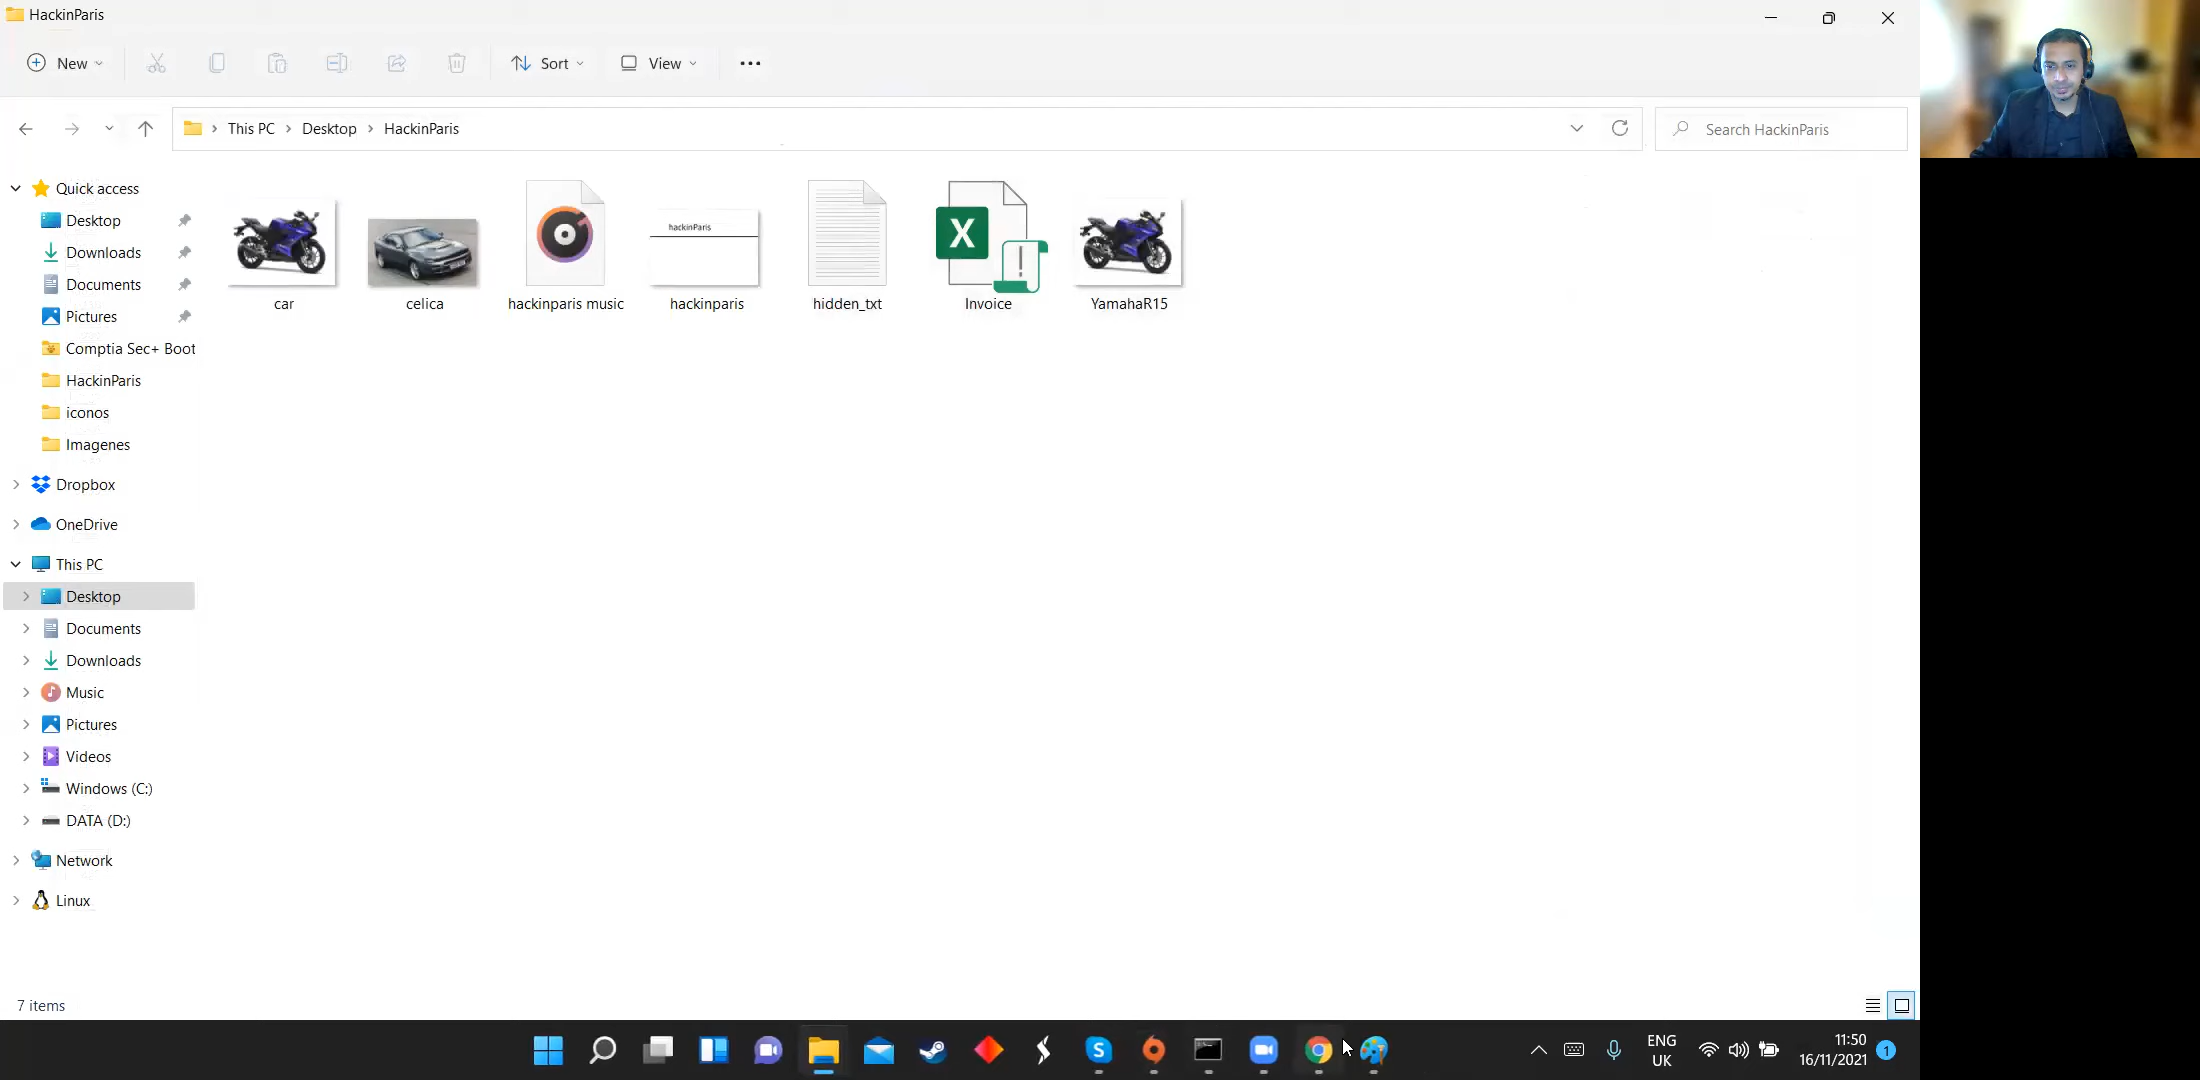 HackinParis
New
Sort
View
This PC
Desktop
HackinParis
Search HackinParis
Quick access
Desktop
Downloads
Documents
Pictures
Comptia Sec+ Boot
HackinParis
iconos
Imagenes
Dropbox
OneDrive
This PC
Desktop
Documents
Downloads
Music
Pictures
Videos
Windows (C:)
DATA (D:)
Network
Linux
hackinParis
X
car
celica
hackinparis music
hackinparis
hidden_txt
Invoice
YamahaR15
7 items
S
ENG
UK
11:50
16/11/2021
1